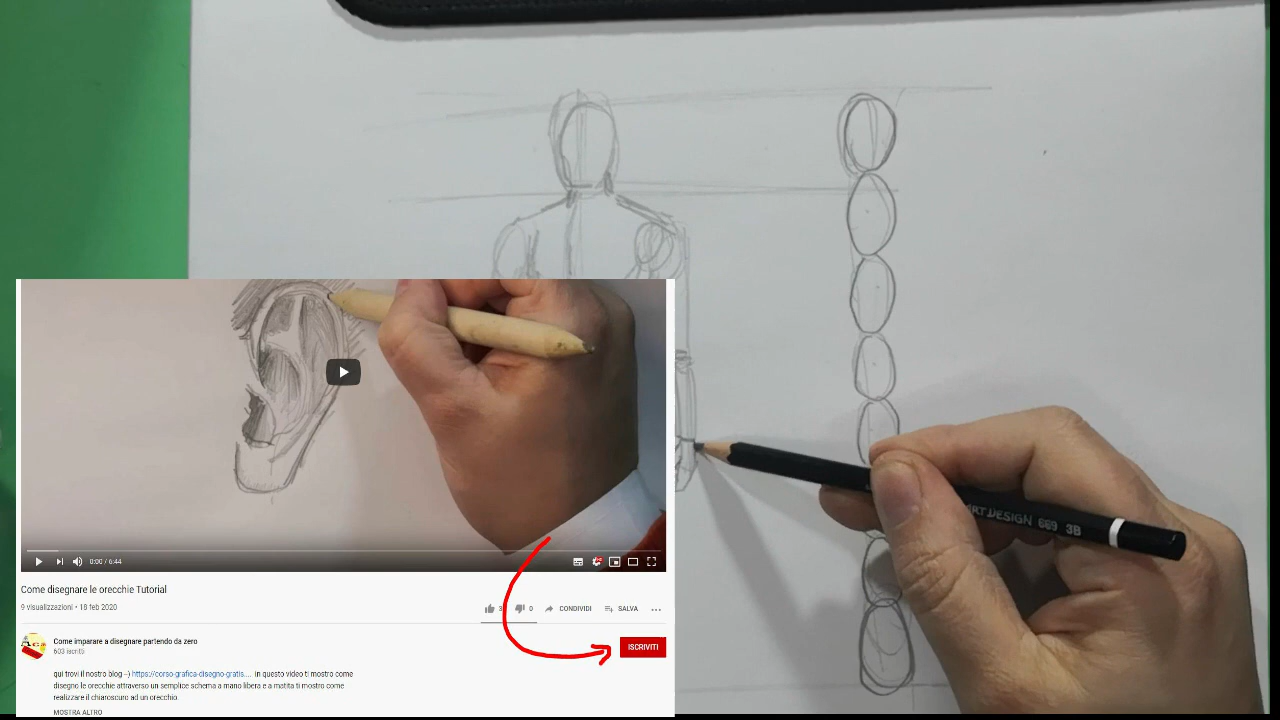 ART DESIGN 669 3B
0:00 / 6:44
Come disegnare le orecchie Tutorial
9 visualizzazioni • 18 feb 2020
3 0 CONDIVIDI SALVA
Come imparare a disegnare partendo da zero
603 iscritti
ISCRIVITI
qui trovi il nostro blog --) https://corso-grafica-disegno-gratis.... in questo video ti mostro come
disegno le orecchie attraverso un semplice schema a mano libera e a matita ti mostro come
realizzare il chiaroscuro ad un orecchio.
MOSTRA ALTRO